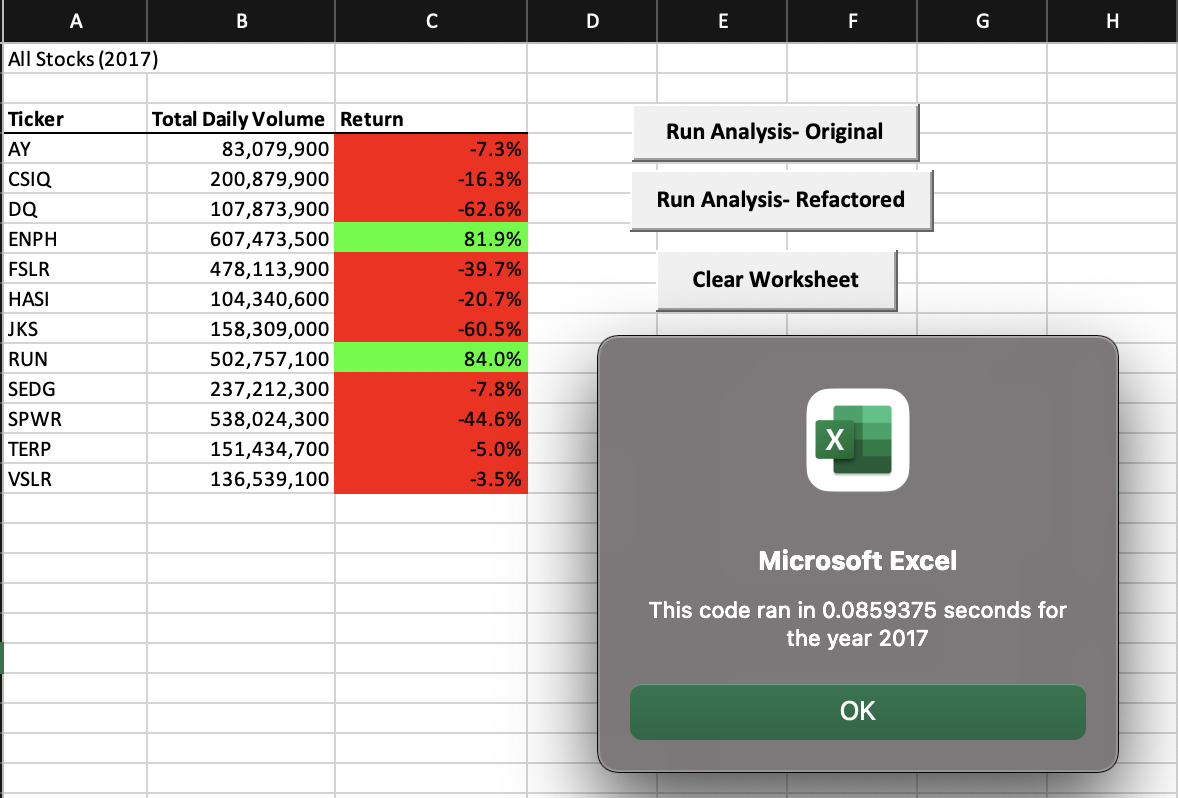 A B C D E F G H
All Stocks (2017)
Ticker Total Daily Volume Return
AY 83,079,900 -7.3%
CSIQ 200,879,900 -16.3%
DQ 107,873,900 -62.6%
ENPH 607,473,500 81.9%
FSLR 478,113,900 -39.7%
HASI 104,340,600 -20.7%
JKS 158,309,000 -60.5%
RUN 502,757,100 84.0%
SEDG 237,212,300 -7.8%
SPWR 538,024,300 -44.6%
TERP 151,434,700 -5.0%
VSLR 136,539,100 -3.5%
Run Analysis- Original
Run Analysis- Refactored
Clear Worksheet
X
Microsoft Excel
This code ran in 0.0859375 seconds for
the year 2017
OK